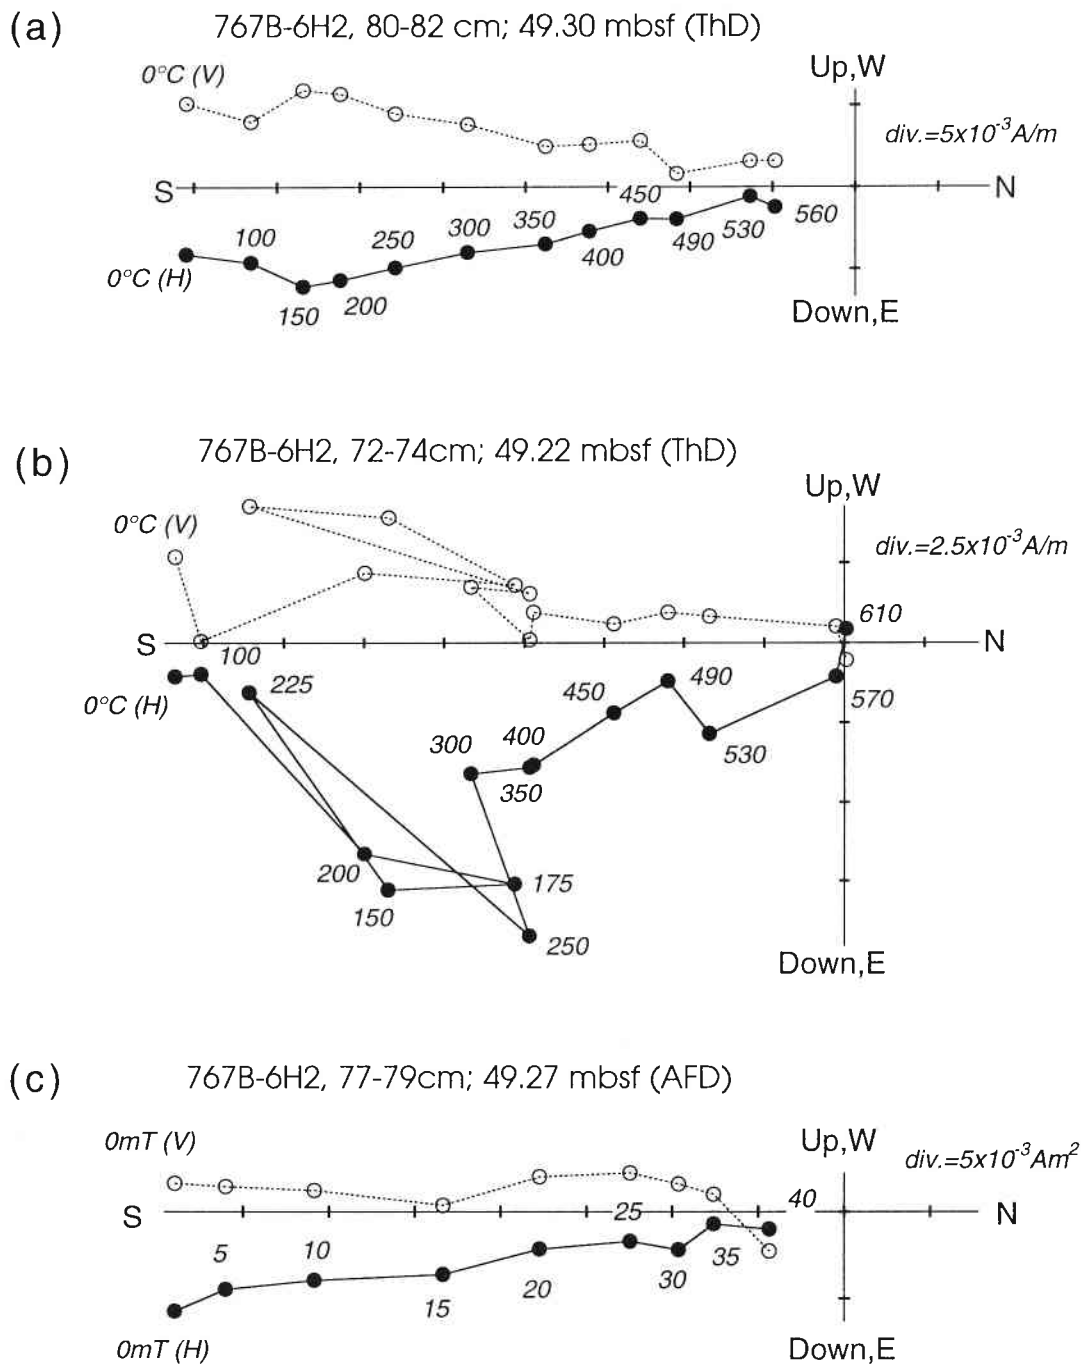 (a)
767B-6H2, 80-82 cm; 49.30 mbsf (ThD)
0°C (V)
Up,W
div.=5x10⁻³A/m
S
N
450
100
250
300
350
560
400
490
530
0°C (H)
150
200
Down,E
(b)
767B-6H2, 72-74cm; 49.22 mbsf (ThD)
Up,W
0°C (V)
div.=2.5x10⁻³A/m
610
S
N
100
225
490
0°C (H)
450
570
300
400
530
350
200
175
150
250
Down,E
(c)
767B-6H2, 77-79cm; 49.27 mbsf (AFD)
0mT (V)
Up,W
div.=5x10⁻³Am²
40
S
25
N
5
10
35
20
30
15
0mT (H)
Down,E